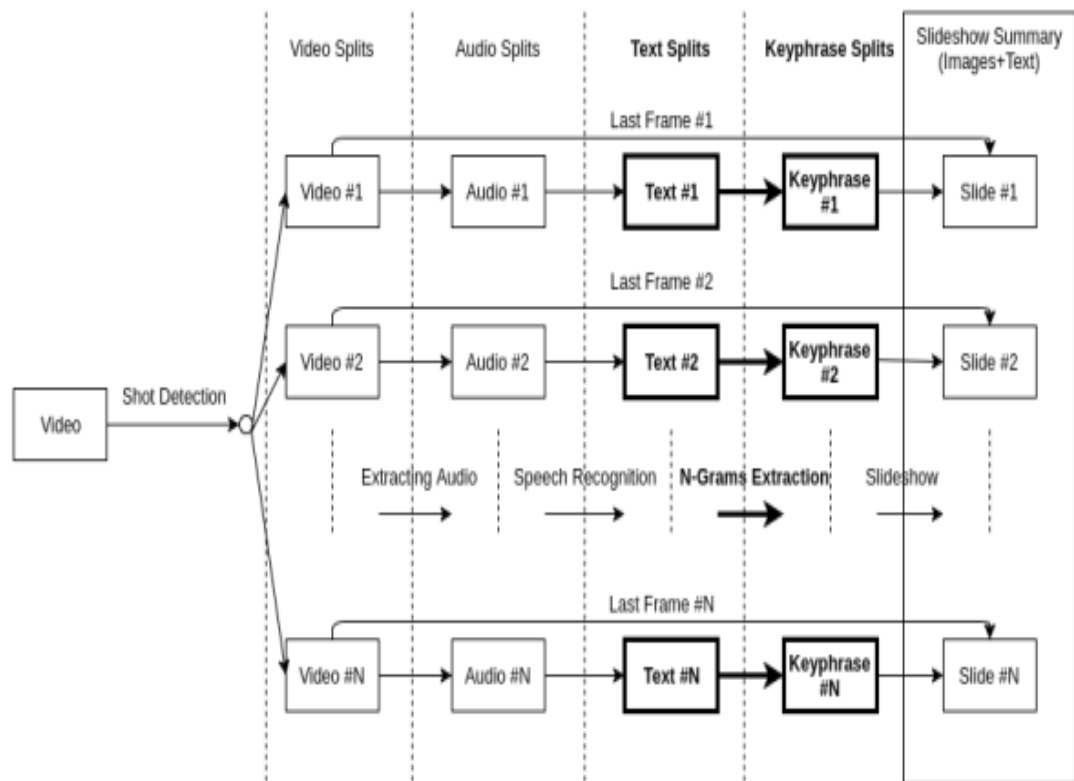 Video Splits
Audio Splits
Text Splits
Keyphrase Splits
Slideshow Summary
(Images+Text)
Last Frame #1
Video #1
Audio #1
Text #1
Keyphrase
#1
Slide #1
Last Frame #2
Video #2
Audio #2
Text #2
Keyphrase
#2
Slide #2
Shot Detection
Video
Extracting Audio
Speech Recognition
N-Grams Extraction
Slideshow
Last Frame #N
Video #N
Audio #N
Text #N
Keyphrase
#N
Slide #N